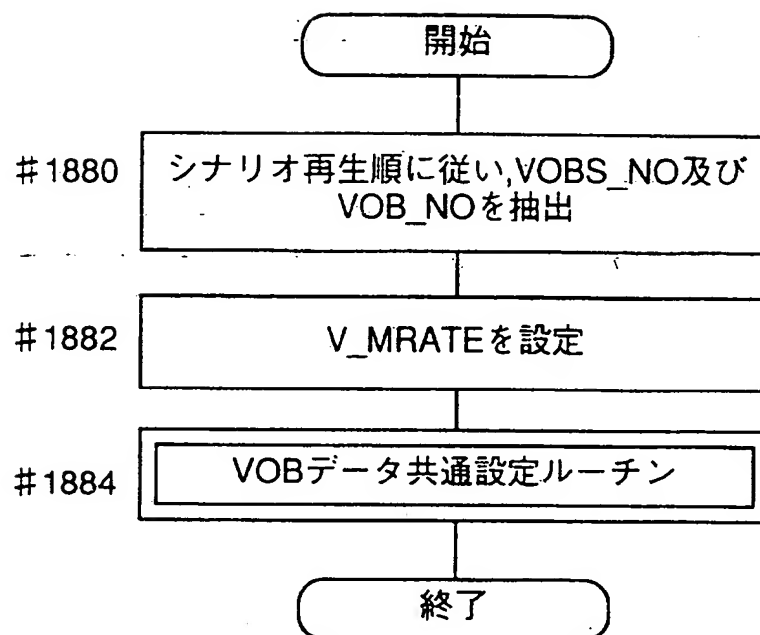 開始
#1880
シナリオ再生順に従い,VOBS_NO及び
VOB_NOを抽出
#1882
V_MRATEを設定
#1884
VOBデータ共通設定ルーチン
終了